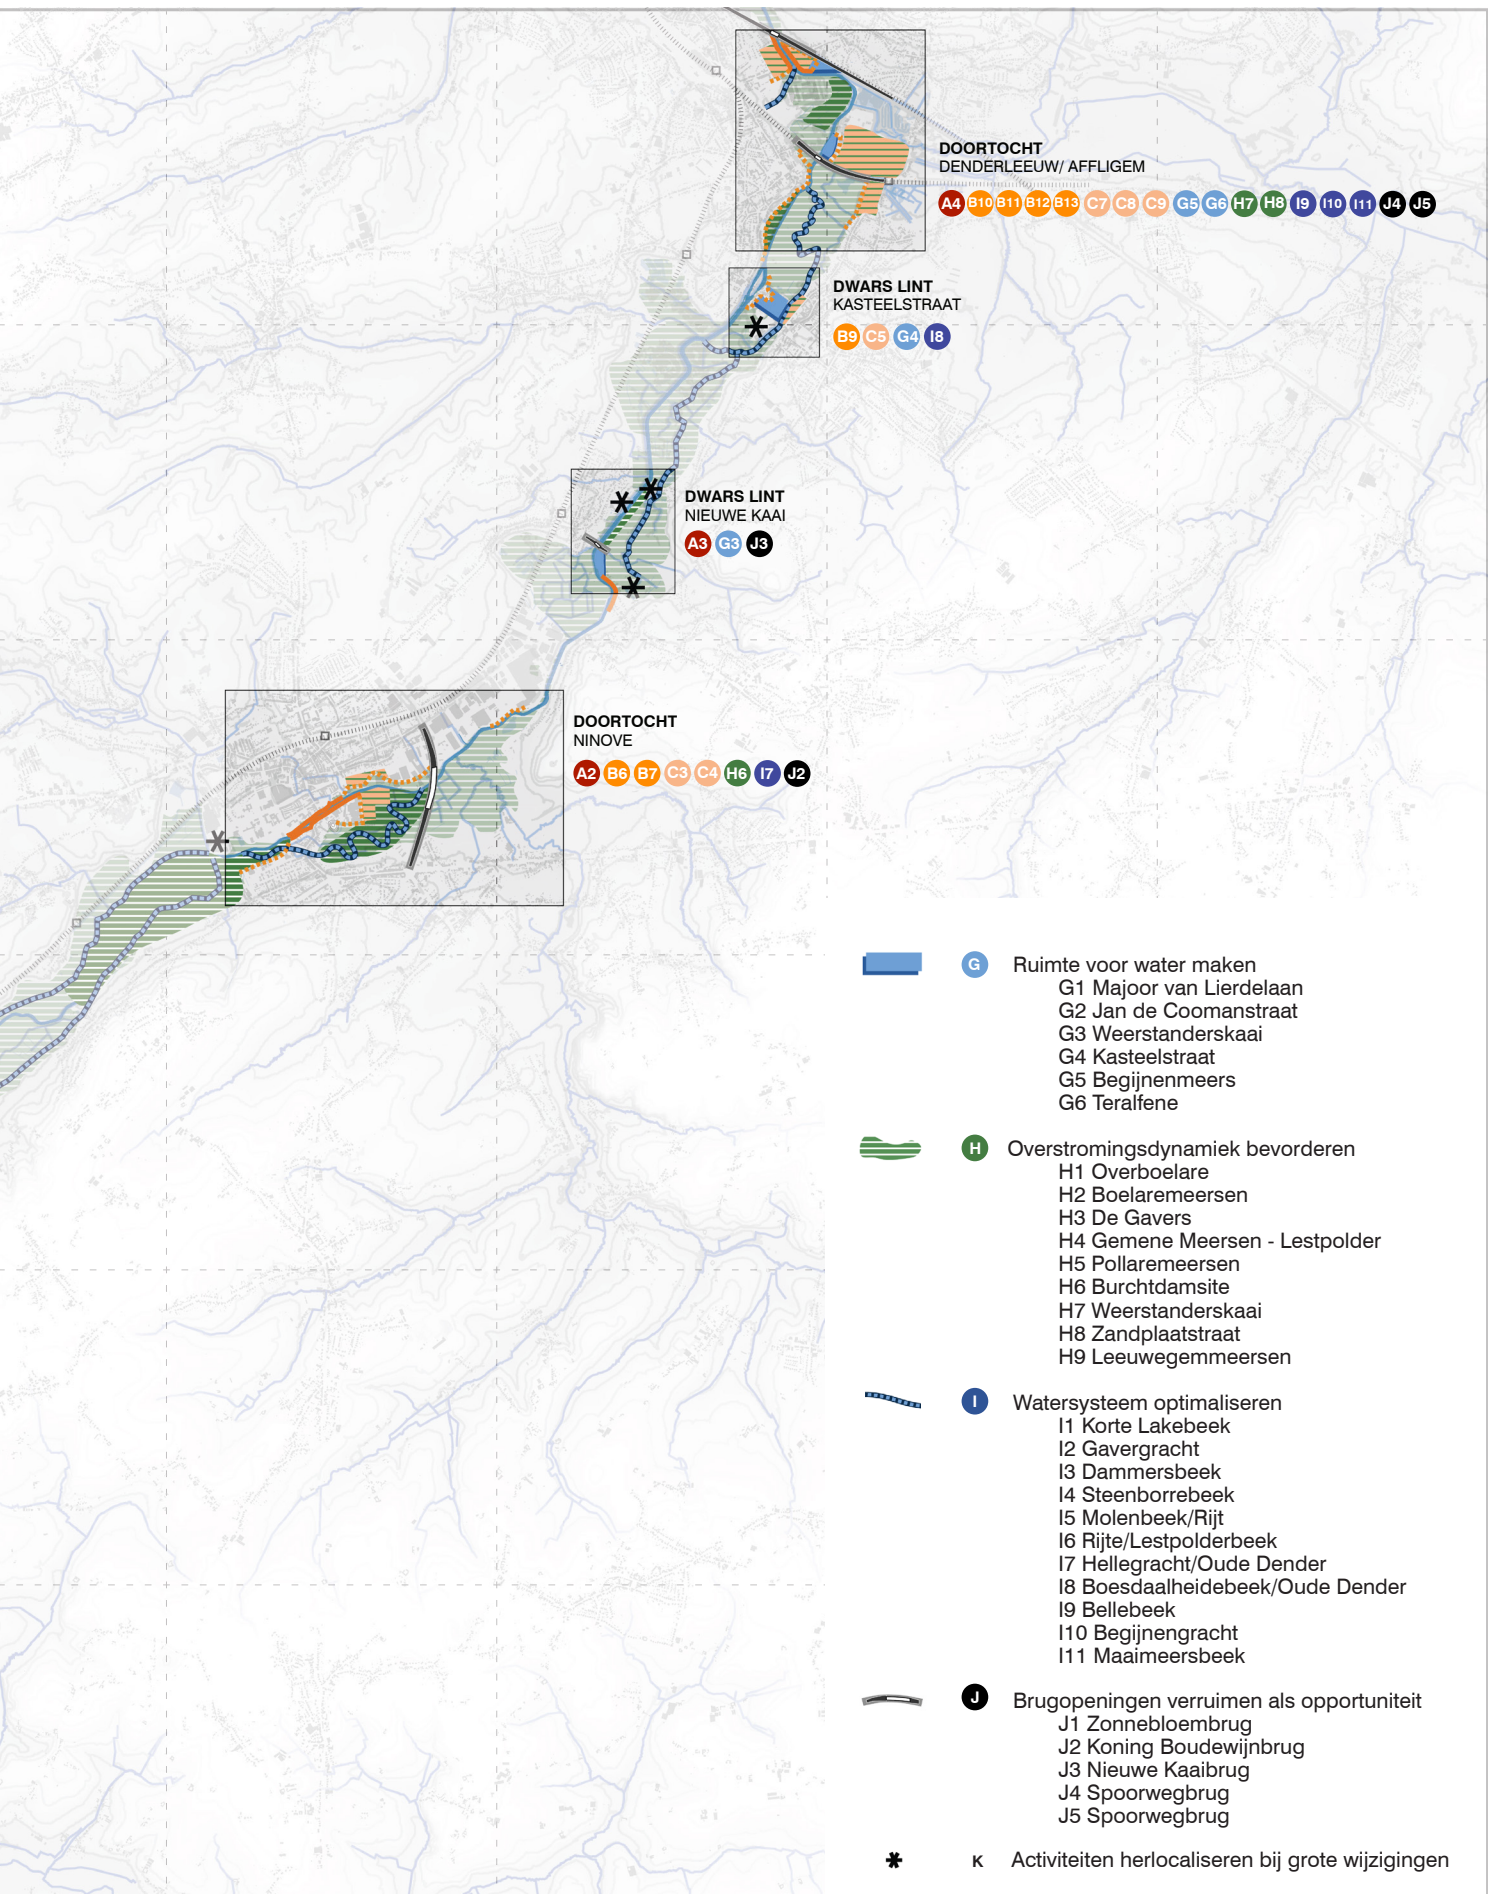 DOORTOCHT
DENDERLEEUW/ AFFLIGEM
A4 B10 B11 B12 B13 C7 C8 C9 G5 G6 H7 H8 I9 I10 I11 J4 J5
DWARS LINT
KASTEELSTRAAT
B9 C5 G4 I8
DWARS LINT
NIEUWE KAAI
A3 G3 J3
DOORTOCHT
NINOVE
A2 B6 B7 C3 C4 H6 I7 J2
G Ruimte voor water maken
G1 Majoor van Lierdelaan
G2 Jan de Coomanstraat
G3 Weerstanderskaai
G4 Kasteelstraat
G5 Begijnenmeers
G6 Teralfene
H Overstromingsdynamiek bevorderen
H1 Overboelare
H2 Boelaremeersen
H3 De Gavers
H4 Gemene Meersen - Lestpolder
H5 Pollaremeersen
H6 Burchtdamsite
H7 Weerstanderskaai
H8 Zandplaatstraat
H9 Leeuwegemmeersen
I Watersysteem optimaliseren
I1 Korte Lakebeek
I2 Gavergracht
I3 Dammersbeek
I4 Steenborrebeek
I5 Molenbeek/Rijt
I6 Rijte/Lestpolderbeek
I7 Hellegracht/Oude Dender
I8 Boesdaalheidebeek/Oude Dender
I9 Bellebeek
I10 Begijnengracht
I11 Maaimeersbeek
J Brugopeningen verruimen als opportuniteit
J1 Zonnebloembrug
J2 Koning Boudewijnbrug
J3 Nieuwe Kaaibrug
J4 Spoorwegbrug
J5 Spoorwegbrug
K Activiteiten herlocaliseren bij grote wijzigingen